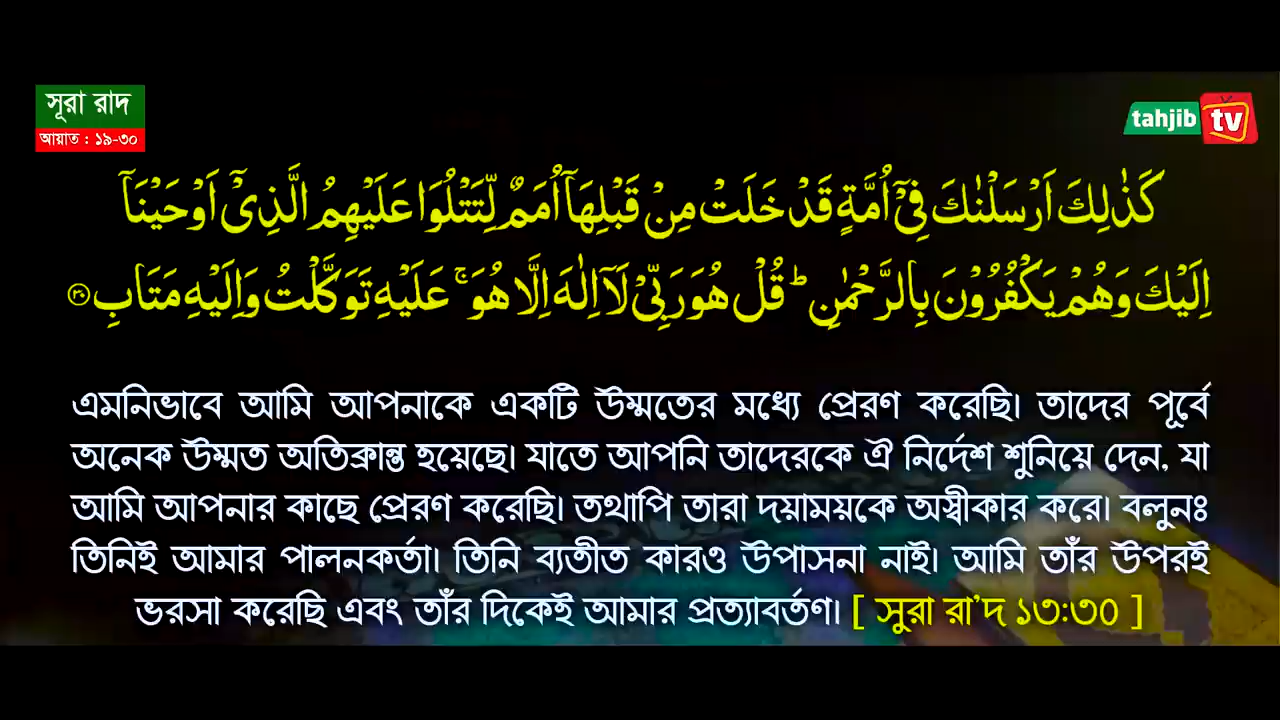 সূরা রাদ
আয়াত : ১৯-৩০
tahjib tv
كَذٰلِكَ اَرْسَلْنٰكَ فِيْۤ اُمَّةٍ قَدْ خَلَتْ مِنْ قَبْلِهَاۤ اُمَمٌ لِّتَتْلُوَا۟ عَلَيْهِمُ الَّذِيْۤ اَوْحَيْنَاۤ
اِلَيْكَ وَهُمْ يَكْفُرُوْنَ بِالرَّحْمٰنِ ؕ قُلْ هُوَ رَبِّيْ لَاۤ اِلٰهَ اِلَّا هُوَ ۚ عَلَيْهِ تَوَكَّلْتُ وَاِلَيْهِ مَتَابِ ۝۳۰
এমনিভাবে আমি আপনাকে একটি উম্মতের মধ্যে প্রেরণ করেছি। তাদের পূর্বে
অনেক উম্মত অতিক্রান্ত হয়েছে। যাতে আপনি তাদেরকে ঐ নির্দেশ শুনিয়ে দেন, যা
আমি আপনার কাছে প্রেরণ করেছি। তথাপি তারা দয়াময়কে অস্বীকার করে। বলুনঃ
তিনিই আমার পালনকর্তা। তিনি ব্যতীত কারও উপাসনা নাই। আমি তাঁর উপরই
ভরসা করেছি এবং তাঁর দিকেই আমার প্রত্যাবর্তণ। [ সুরা রা’দ ১৩:৩০ ]